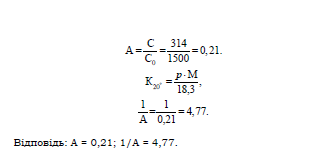 A = C/C₀ = 314/1500 = 0,21.
K₂₀° = p·M/18,3,
1/A = 1/0,21 = 4,77.
Відповідь: A = 0,21; 1/A = 4,77.